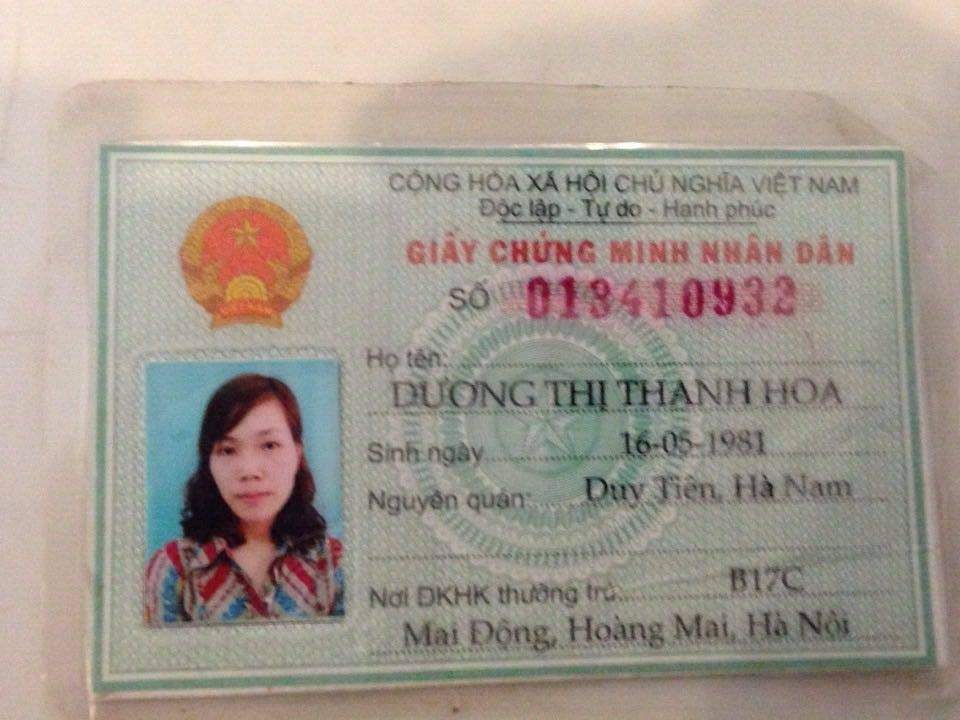 CỘNG HÒA XÃ HỘI CHỦ NGHĨA VIỆT NAM
Độc lập - Tự do - Hạnh phúc
GIẤY CHỨNG MINH NHÂN DÂN
SỐ 013410932
Họ tên:
DƯƠNG THỊ THANH HOA
Sinh ngày 16-05-1981
Nguyên quán: Duy Tiên, Hà Nam
Nơi ĐKHK thường trú: B17C
Mai Động, Hoàng Mai, Hà Nội